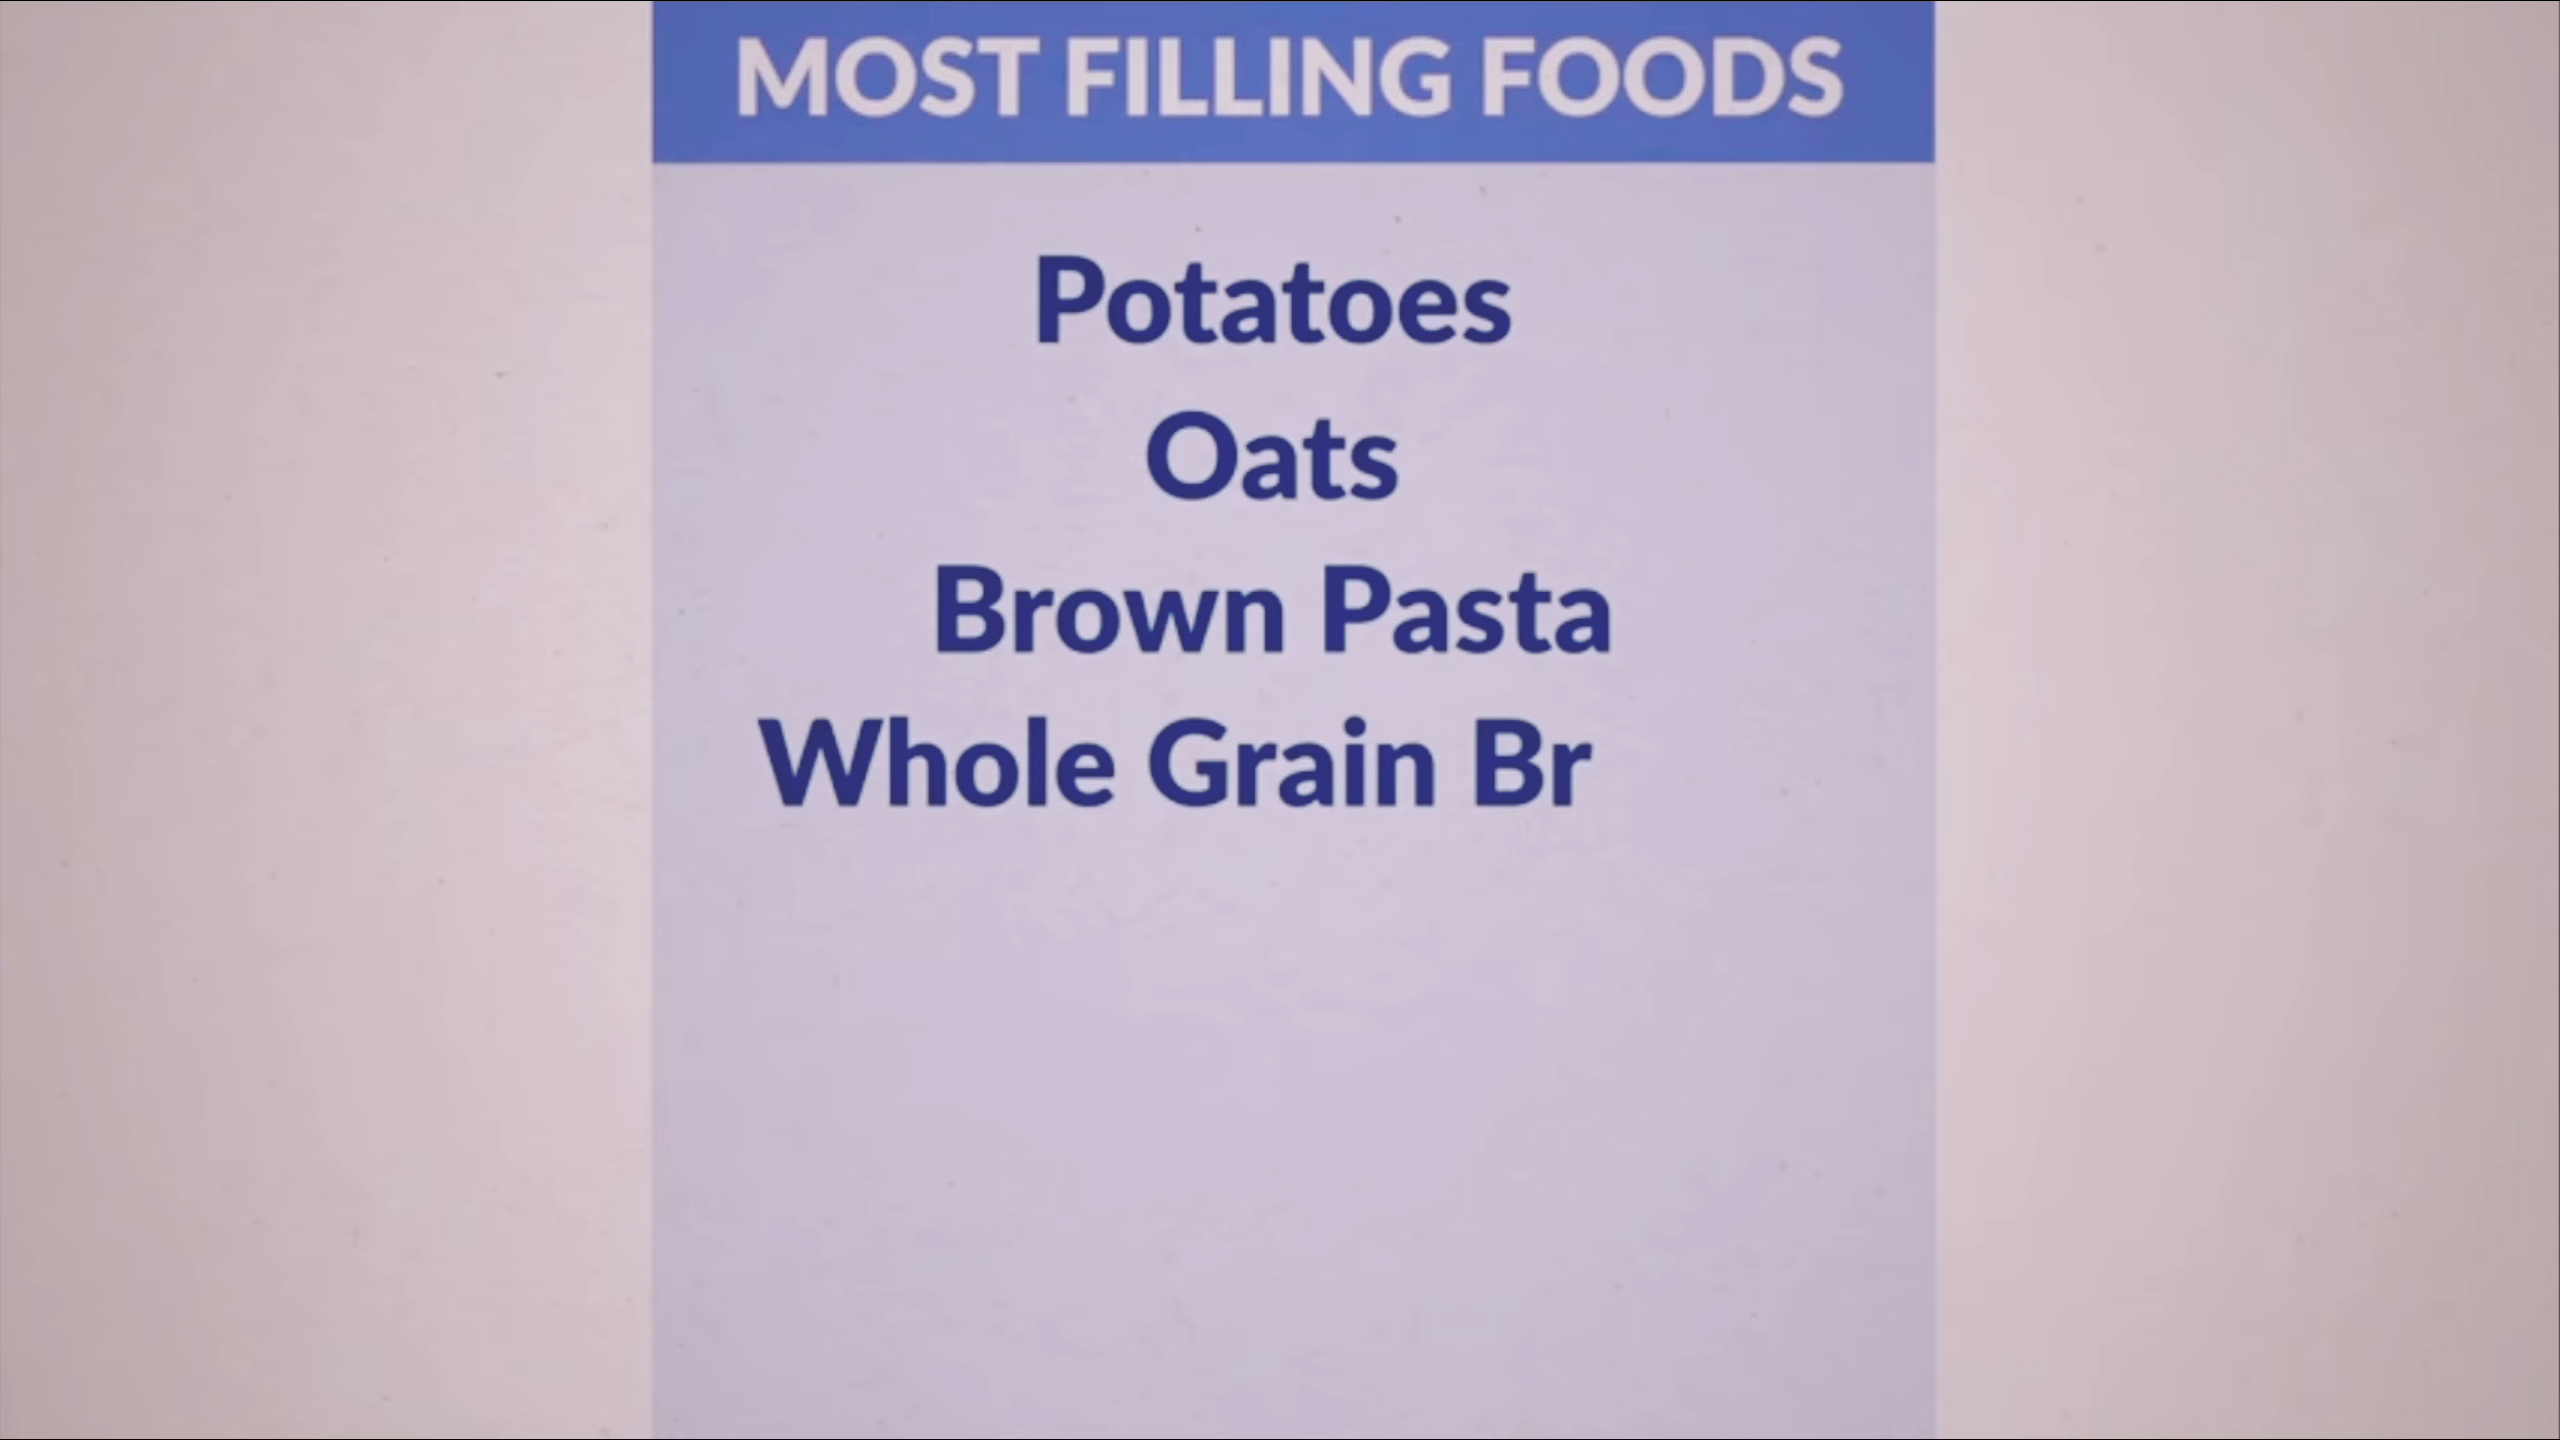 MOST FILLING FOODS
Potatoes
Oats
Brown Pasta
Whole Grain Br